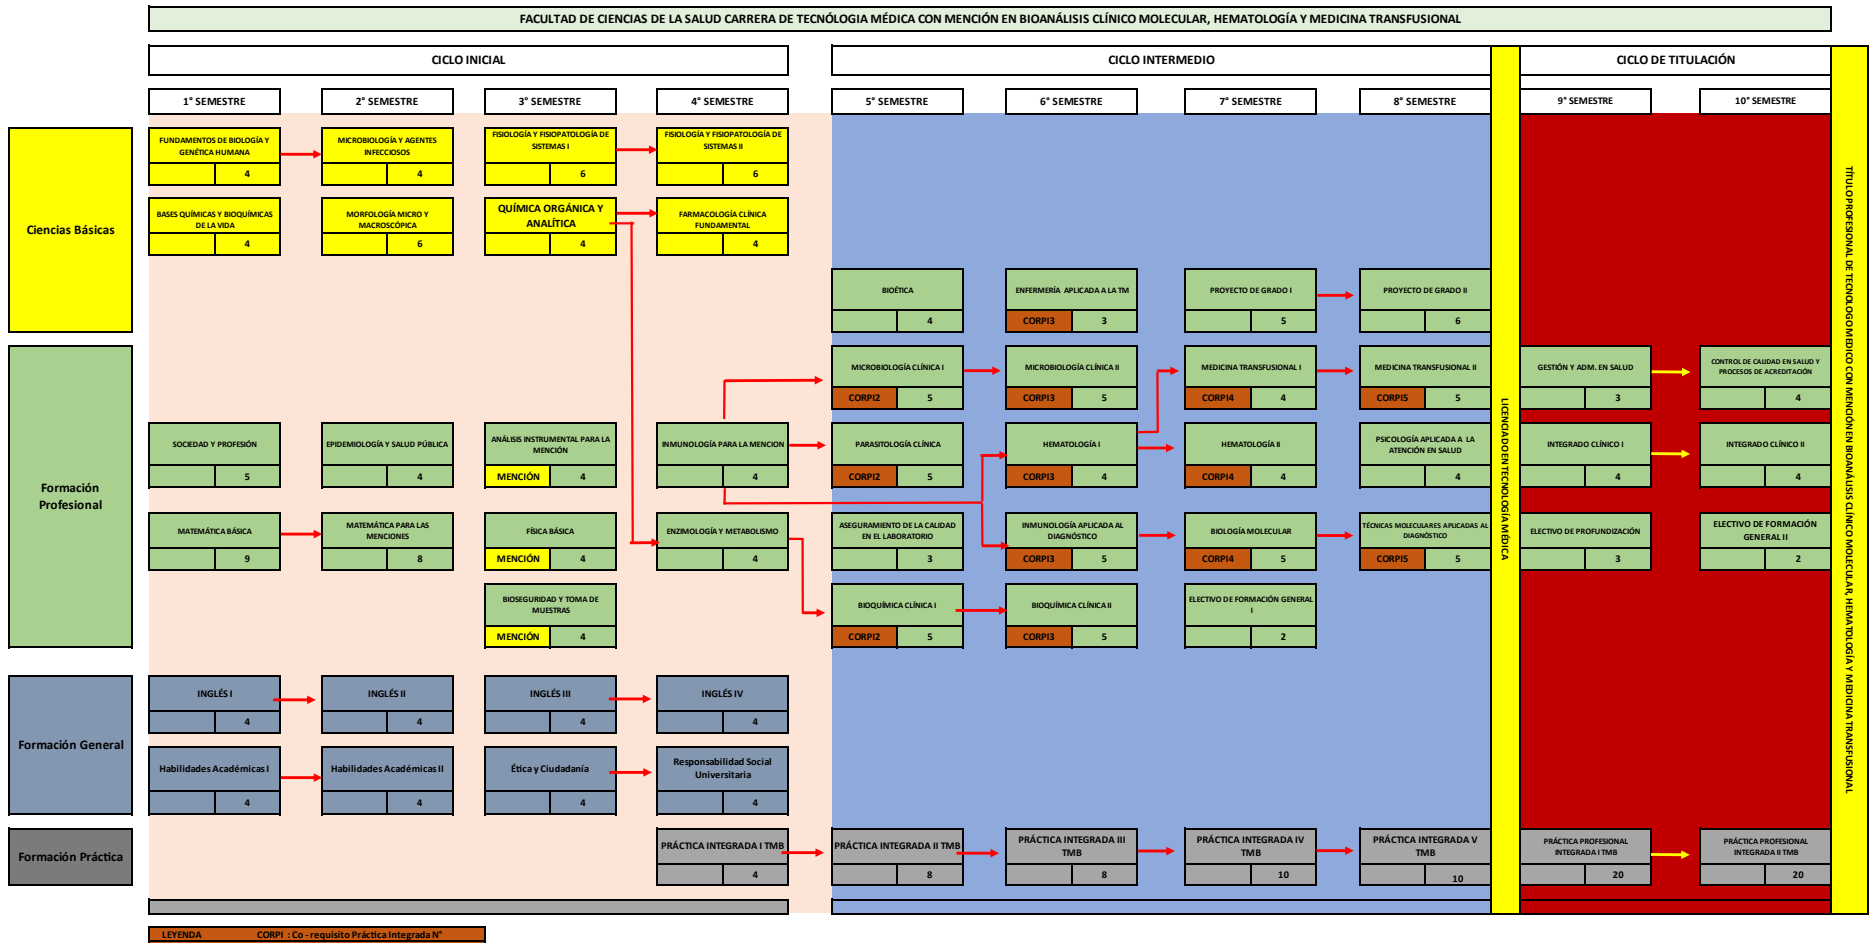 FACULTAD DE CIENCIAS DE LA SALUD CARRERA DE TECNÓLOGIA MÉDICA CON MENCIÓN EN BIOANÁLISIS CLÍNICO MOLECULAR, HEMATOLOGÍA Y MEDICINA TRANSFUSIONAL
CICLO INICIAL
CICLO INTERMEDIO
CICLO DE TITULACIÓN
1° SEMESTRE
2° SEMESTRE
3° SEMESTRE
4° SEMESTRE
5° SEMESTRE
6° SEMESTRE
7° SEMESTRE
8° SEMESTRE
9° SEMESTRE
10° SEMESTRE
Ciencias Básicas
FUNDAMENTOS DE BIOLOGÍA Y
GENÉTICA HUMANA
4
MICROBIOLOGÍA Y AGENTES
INFECCIOSOS
4
FISIOLOGÍA Y FISIOPATOLOGÍA DE
SISTEMAS I
6
FISIOLOGÍA Y FISIOPATOLOGÍA DE
SISTEMAS II
6
BASES QUÍMICAS Y BIOQUÍMICAS
DE LA VIDA
4
MORFOLOGÍA MICRO Y
MACROSCÓPICA
6
QUÍMICA ORGÁNICA Y
ANALÍTICA
4
FARMACOLOGÍA CLÍNICA
FUNDAMENTAL
4
BIOÉTICA
4
ENFERMERÍA APLICADA A LA TM
CORPI3 3
PROYECTO DE GRADO I
5
PROYECTO DE GRADO II
6
Formación
Profesional
MICROBIOLOGÍA CLÍNICA I
CORPI2 5
MICROBIOLOGÍA CLÍNICA II
CORPI3 5
MEDICINA TRANSFUSIONAL I
CORPI4 4
MEDICINA TRANSFUSIONAL II
CORPI5 5
GESTIÓN Y ADM. EN SALUD
3
CONTROL DE CALIDAD EN SALUD Y
PROCESOS DE ACREDITACIÓN
4
SOCIEDAD Y PROFESIÓN
5
EPIDEMIOLOGÍA Y SALUD PÚBLICA
4
ANÁLISIS INSTRUMENTAL PARA LA
MENCIÓN
MENCIÓN 4
INMUNOLOGÍA PARA LA MENCION
4
PARASITOLOGÍA CLÍNICA
CORPI2 5
HEMATOLOGÍA I
CORPI3 4
HEMATOLOGÍA II
CORPI4 4
PSICOLOGÍA APLICADA A LA
ATENCIÓN EN SALUD
4
INTEGRADO CLÍNICO I
4
INTEGRADO CLÍNICO II
4
MATEMÁTICA BÁSICA
9
MATEMÁTICA PARA LAS
MENCIONES
8
FÍSICA BÁSICA
MENCIÓN 4
ENZIMOLOGÍA Y METABOLISMO
4
ASEGURAMIENTO DE LA CALIDAD
EN EL LABORATORIO
3
INMUNOLOGÍA APLICADA AL
DIAGNÓSTICO
CORPI3 5
BIOLOGÍA MOLECULAR
CORPI4 5
TÉCNICAS MOLECULARES APLICADAS AL
DIAGNÓSTICO
CORPI5 5
ELECTIVO DE PROFUNDIZACIÓN
3
ELECTIVO DE FORMACIÓN
GENERAL II
2
BIOSEGURIDAD Y TOMA DE
MUESTRAS
MENCIÓN 4
BIOQUÍMICA CLÍNICA I
CORPI2 5
BIOQUÍMICA CLÍNICA II
CORPI3 5
ELECTIVO DE FORMACIÓN GENERAL
I
2
Formación General
INGLÉS I
4
INGLÉS II
4
INGLÉS III
4
INGLÉS IV
4
Habilidades Académicas I
4
Habilidades Académicas II
4
Ética y Ciudadanía
4
Responsabilidad Social
Universitaria
4
Formación Práctica
PRÁCTICA INTEGRADA I TMB
4
PRÁCTICA INTEGRADA II TMB
8
PRÁCTICA INTEGRADA III
TMB
8
PRÁCTICA INTEGRADA IV
TMB
10
PRÁCTICA INTEGRADA V
TMB
10
PRÁCTICA PROFESIONAL
INTEGRADA I TMB
20
PRÁCTICA PROFESIONAL
INTEGRADA II TMB
20
LICENCIADO EN TECNOLOGÍA MÉDICA
TÍTULO PROFESIONAL DE TECNOLOGO MEDICO CON MENCIÓN EN BIOANÁLISIS CLÍNICO MOLECULAR, HEMATOLOGÍA Y MEDICINA TRANSFUSIONAL
LEYENDA CORPI : Co - requisito Práctica Integrada N°